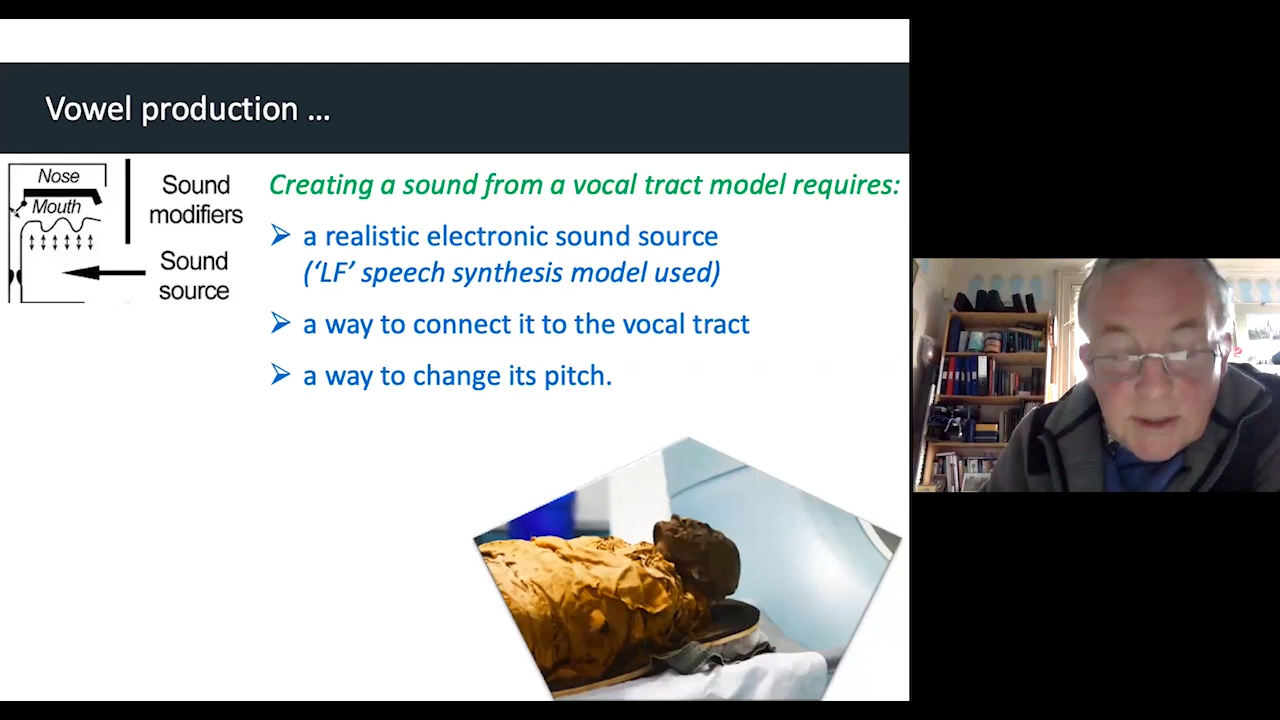 Vowel production ...
Nose
Mouth
Sound
modifiers
Sound
source
Creating a sound from a vocal tract model requires:
➢ a realistic electronic sound source
(‘LF’ speech synthesis model used)
➢ a way to connect it to the vocal tract
➢ a way to change its pitch.